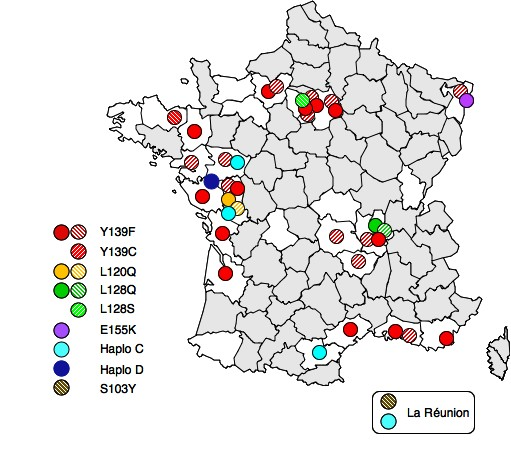 Y139F
Y139C
L120Q
L128Q
L128S
E155K
Haplo C
Haplo D
S103Y
La Réunion